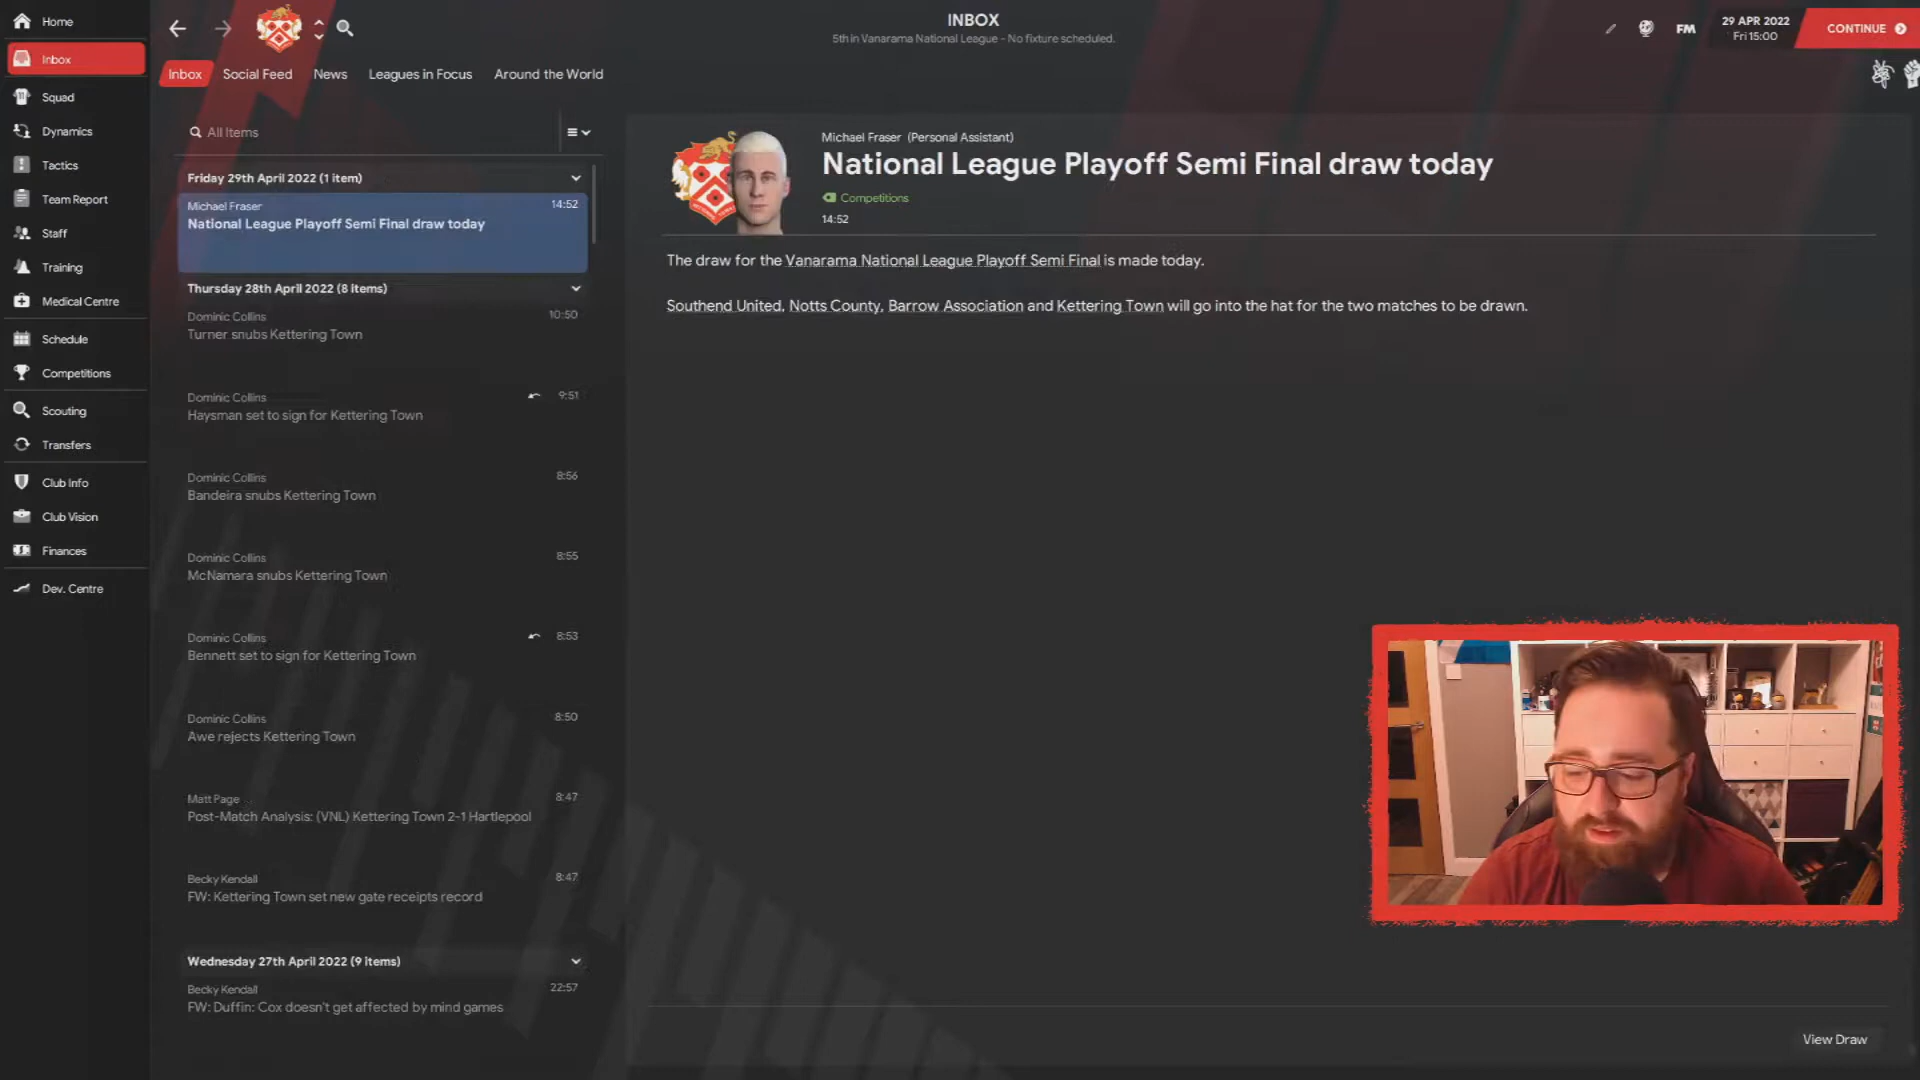 Home
Inbox
Squad
Dynamics
Tactics
Team Report
Staff
Training
Medical Centre
Schedule
Competitions
Scouting
Transfers
Club Info
Club Vision
Finances
Dev. Centre
INBOX
5th in Vanarama National League - No fixture scheduled.
FM
29 APR 2022
Fri 15:00
CONTINUE
Inbox
Social Feed
News
Leagues in Focus
Around the World
All Items
Friday 29th April 2022 (1 item)
Michael Fraser 14:52
National League Playoff Semi Final draw today
Thursday 28th April 2022 (8 items)
Dominic Collins 10:50
Turner snubs Kettering Town
Dominic Collins 9:51
Haysman set to sign for Kettering Town
Dominic Collins 8:56
Bandeira snubs Kettering Town
Dominic Collins 8:55
McNamara snubs Kettering Town
Dominic Collins 8:53
Bennett set to sign for Kettering Town
Dominic Collins 8:50
Awe rejects Kettering Town
Matt Page 8:47
Post-Match Analysis: (VNL) Kettering Town 2-1 Hartlepool
Becky Kendall 8:47
FW: Kettering Town set new gate receipts record
Wednesday 27th April 2022 (9 items)
Becky Kendall 22:57
FW: Duffin: Cox doesn't get affected by mind games
Michael Fraser (Personal Assistant)
National League Playoff Semi Final draw today
Competitions
14:52
The draw for the Vanarama National League Playoff Semi Final is made today.
Southend United, Notts County, Barrow Association and Kettering Town will go into the hat for the two matches to be drawn.
View Draw